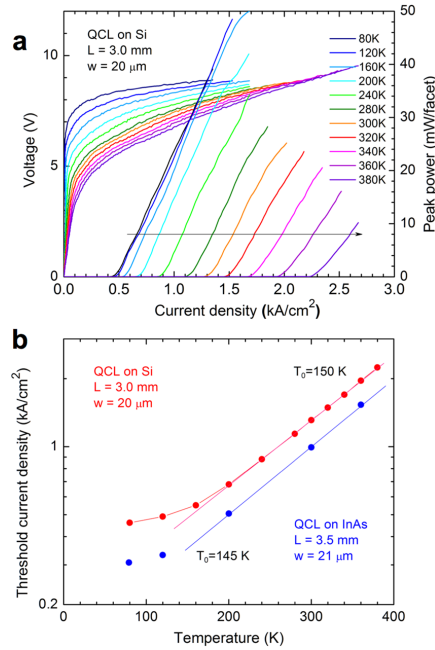 a
QCL on Si
L = 3.0 mm
w = 20 μm
80K
120K
160K
200K
240K
280K
300K
320K
340K
360K
380K
10
5
0
Voltage (V)
50
40
30
20
10
0
Peak power (mW/facet)
0.0 0.5 1.0 1.5 2.0 2.5 3.0
Current density (kA/cm²)
b
QCL on Si
L = 3.0 mm
w = 20 μm
T₀=150 K
T₀=145 K
QCL on InAs
L = 3.5 mm
w = 21 μm
1
0.2
Threshold current density (kA/cm²)
0 50 100 150 200 250 300 350 400
Temperature (K)